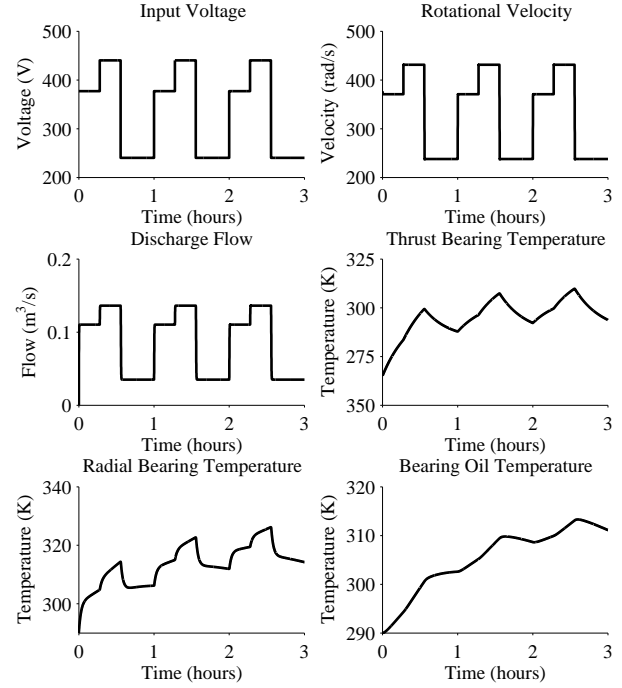 Input Voltage
500
400
300
200
Voltage (V)
0 1 2 3
Time (hours)
Rotational Velocity
500
400
300
200
Velocity (rad/s)
0 1 2 3
Time (hours)
Discharge Flow
0.2
0.1
0
Flow (m³/s)
0 1 2 3
Time (hours)
Thrust Bearing Temperature
325
300
275
350
Temperature (K)
0 1 2 3
Time (hours)
Radial Bearing Temperature
340
320
300
Temperature (K)
0 1 2 3
Time (hours)
Bearing Oil Temperature
320
310
300
290
Temperature (K)
0 1 2 3
Time (hours)